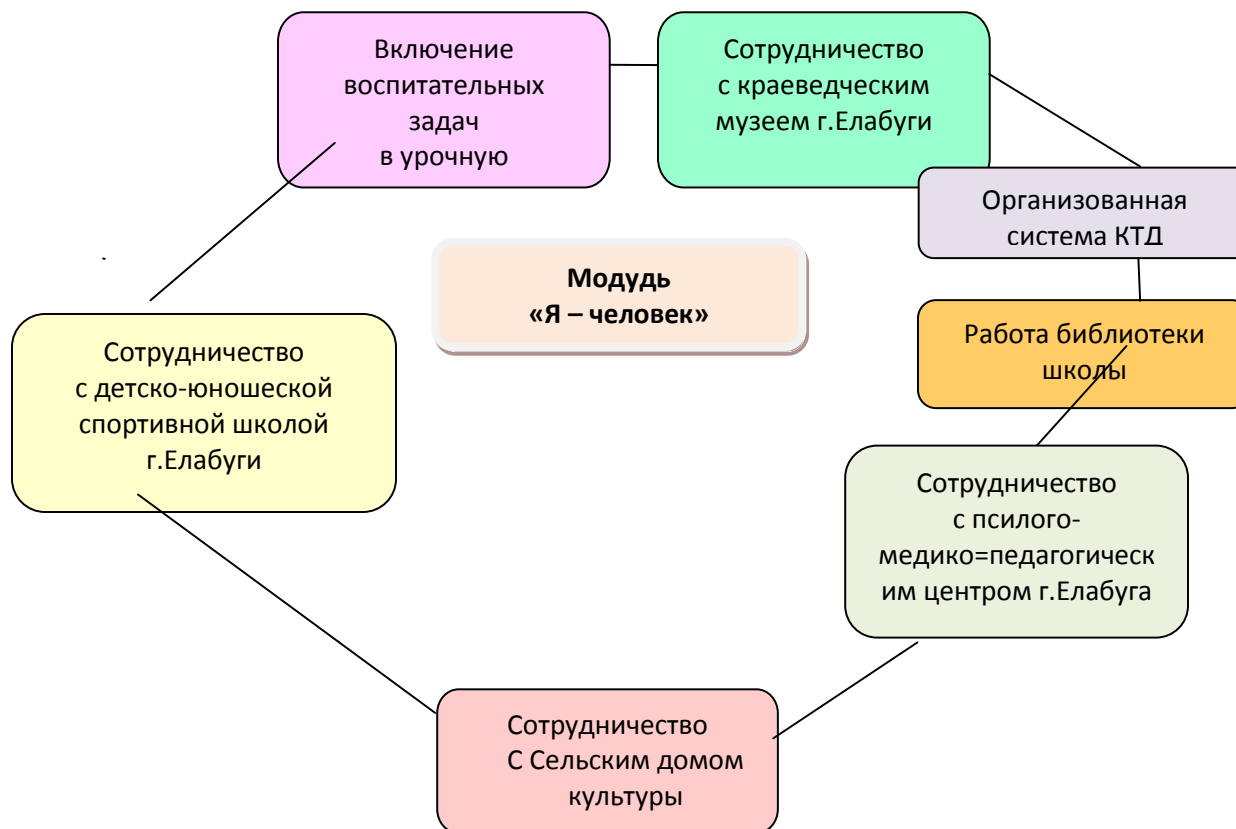 Включение
воспитательных
задач
в урочную
Сотрудничество
с краеведческим
музеем г.Елабуги
Организованная
система КТД
Модудь
«Я – человек»
Работа библиотеки
школы
Сотрудничество
с детско-юношеской
спортивной школой
г.Елабуги
Сотрудничество
с псилого-
медико=педагогическ
им центром г.Елабуга
Сотрудничество
С Сельским домом
культуры